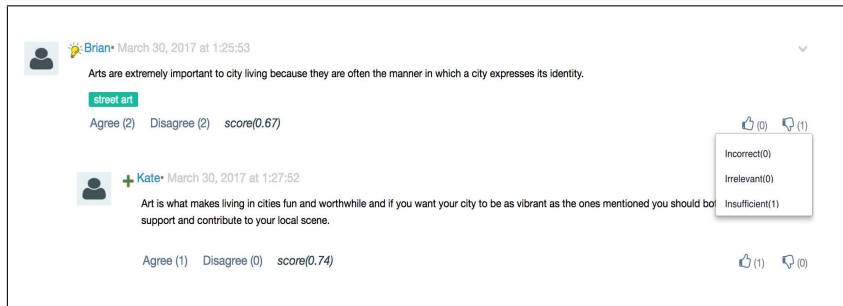 Brian• March 30, 2017 at 1:25:53
Arts are extremely important to city living because they are often the manner in which a city expresses its identity.
street art
Agree (2) Disagree (2) score(0.67) (0) (1)
Incorrect(0)
Irrelevant(0)
Insufficient(1)
Kate• March 30, 2017 at 1:27:52
Art is what makes living in cities fun and worthwhile and if you want your city to be as vibrant as the ones mentioned you should
support and contribute to your local scene.
Agree (1) Disagree (0) score(0.74) (1) (0)